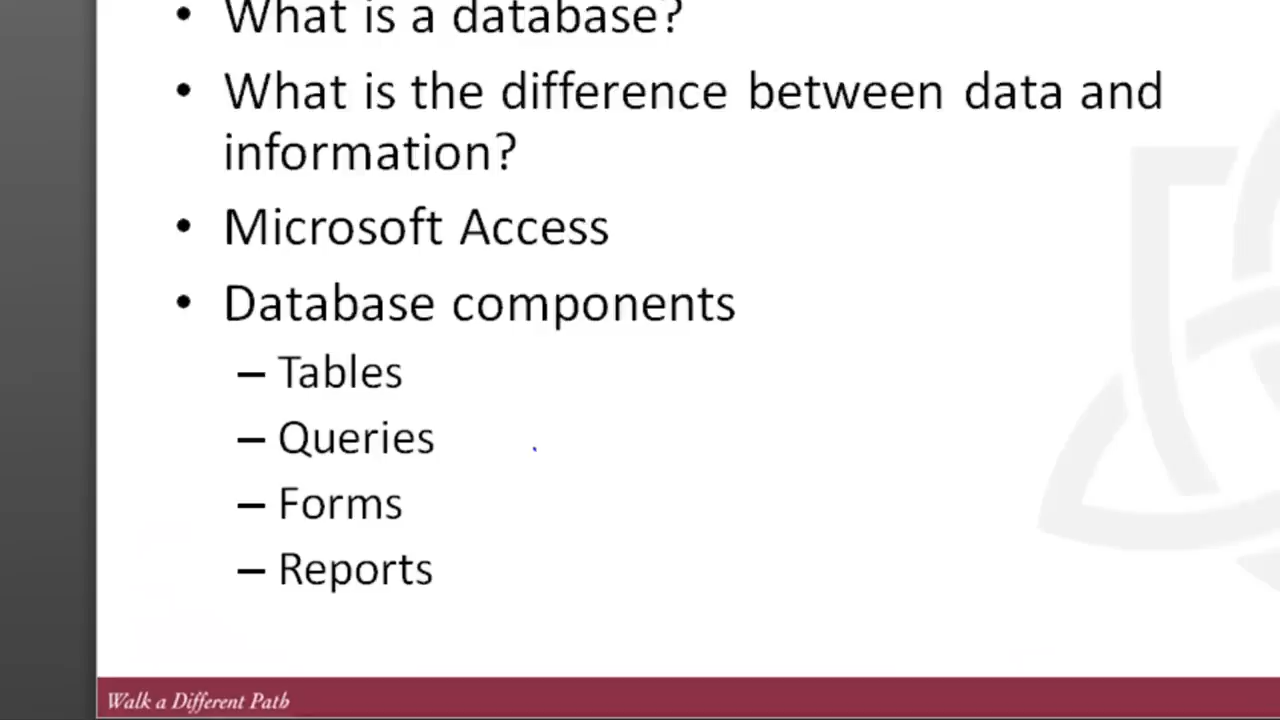 • What is a database?
• What is the difference between data and
information?
• Microsoft Access
• Database components
– Tables
– Queries
– Forms
– Reports
Walk a Different Path